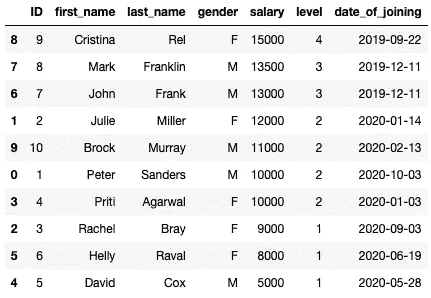 ID first_name last_name gender salary level date_of_joining
8 9 Cristina Rel F 15000 4 2019-09-22
7 8 Mark Franklin M 13500 3 2019-12-11
6 7 John Frank M 13000 3 2019-12-11
1 2 Julie Miller F 12000 2 2020-01-14
9 10 Brock Murray M 11000 2 2020-02-13
0 1 Peter Sanders M 10000 2 2020-10-03
3 4 Priti Agarwal F 10000 2 2020-01-03
2 3 Rachel Bray F 9000 1 2020-09-03
5 6 Helly Raval F 8000 1 2020-06-19
4 5 David Cox M 5000 1 2020-05-28